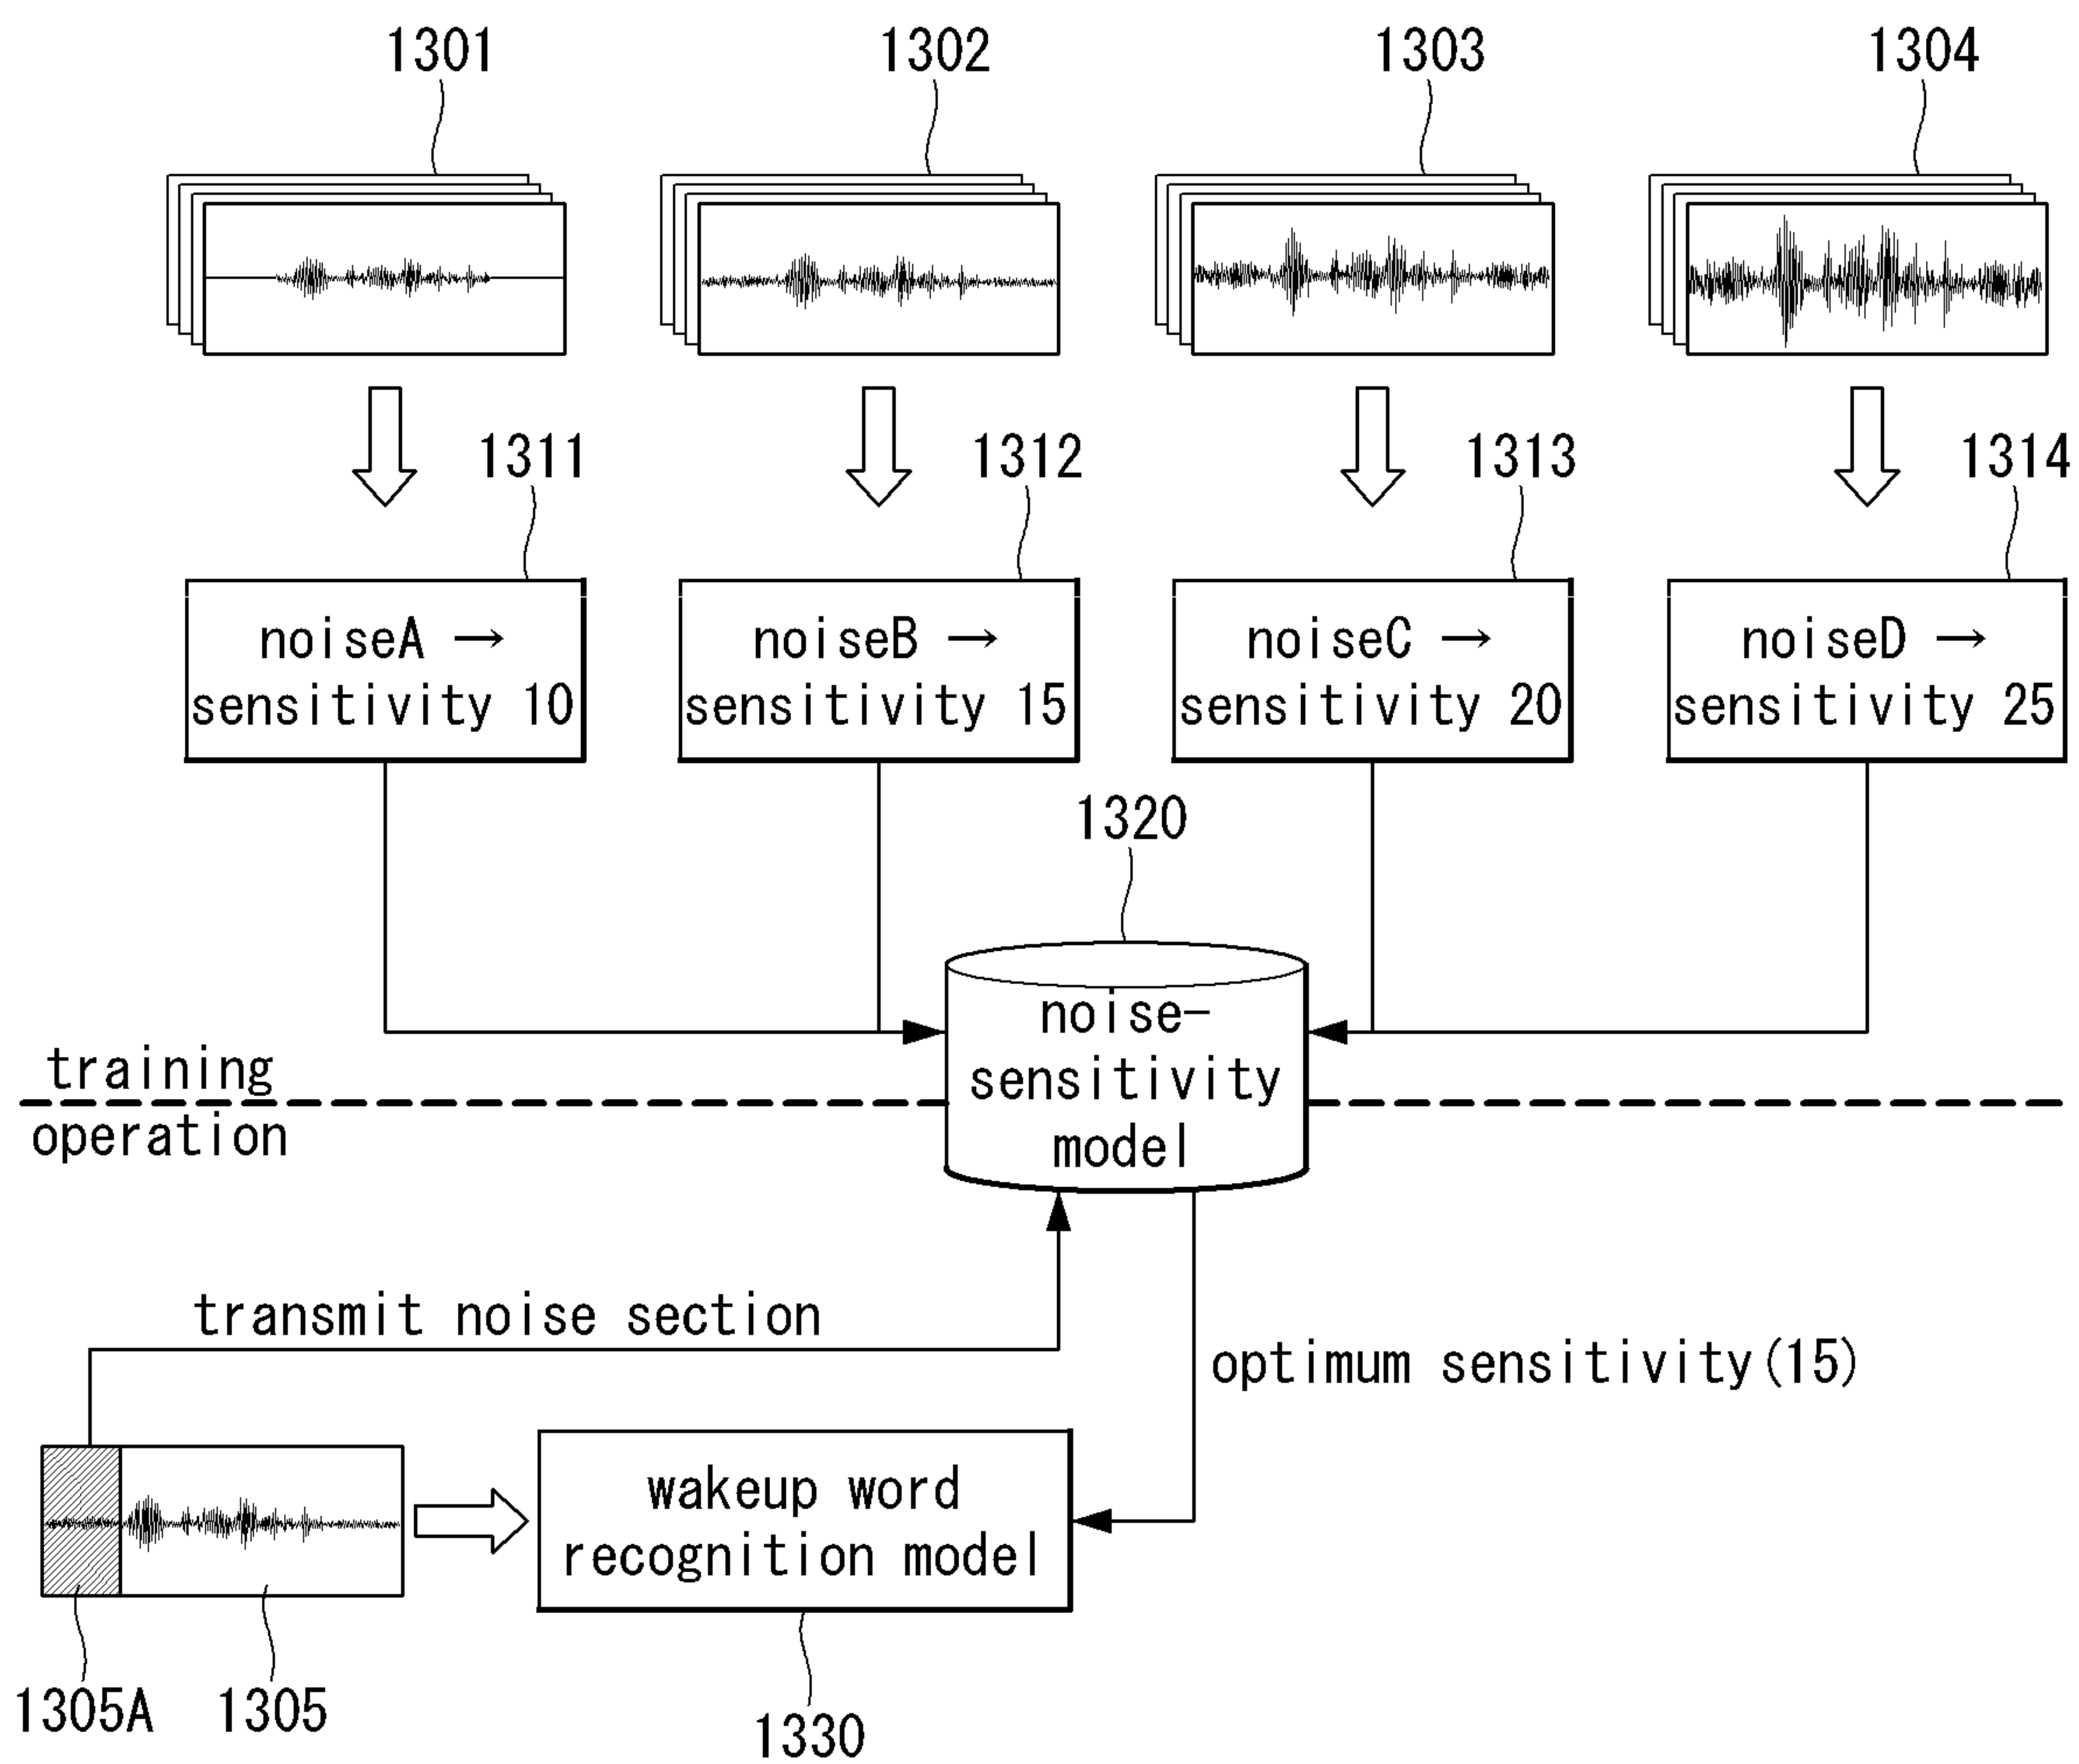 1301
1302
1303
1304
1311
1312
1313
1314
noiseA →
sensitivity 10
noiseB →
sensitivity 15
noiseC →
sensitivity 20
noiseD →
sensitivity 25
1320
noise-
sensitivity
model
training
operation
transmit noise section
optimum sensitivity(15)
wakeup word
recognition model
1305A
1305
1330